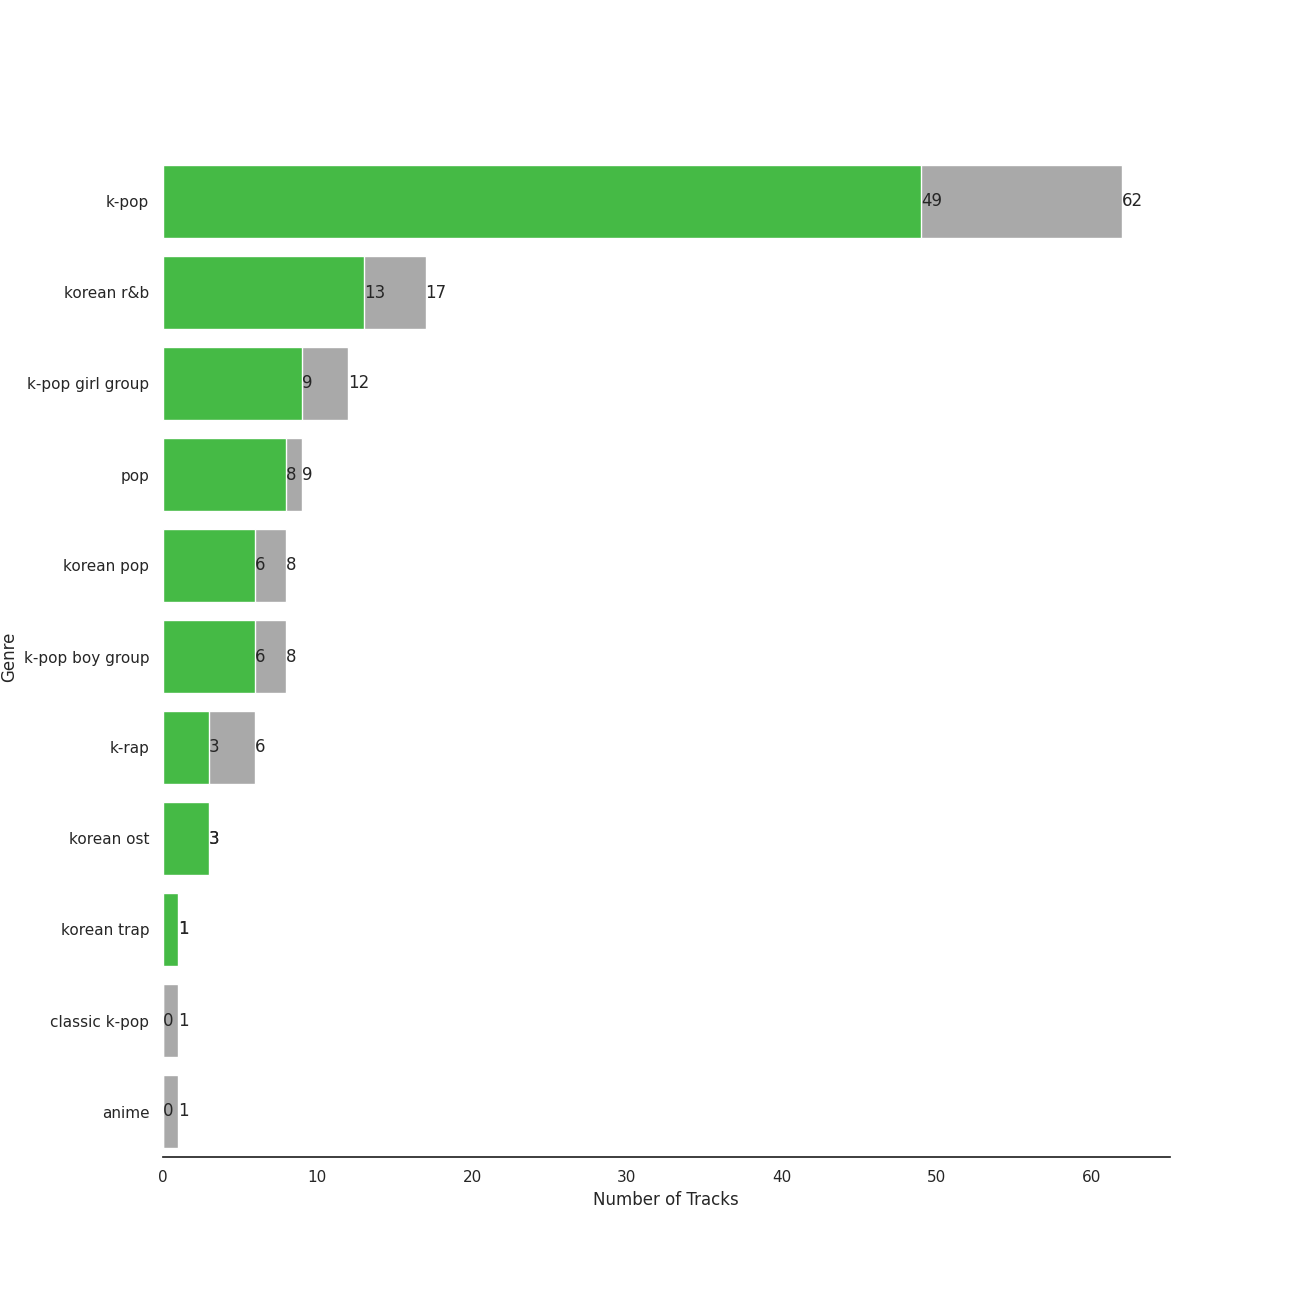 k-pop 49 62
korean r&b 13 17
k-pop girl group 9 12
pop 8 9
korean pop 6 8
k-pop boy group 6 8
k-rap 3 6
korean ost 3
korean trap 1
classic k-pop 0 1
anime 0 1
Genre
0 10 20 30 40 50 60
Number of Tracks